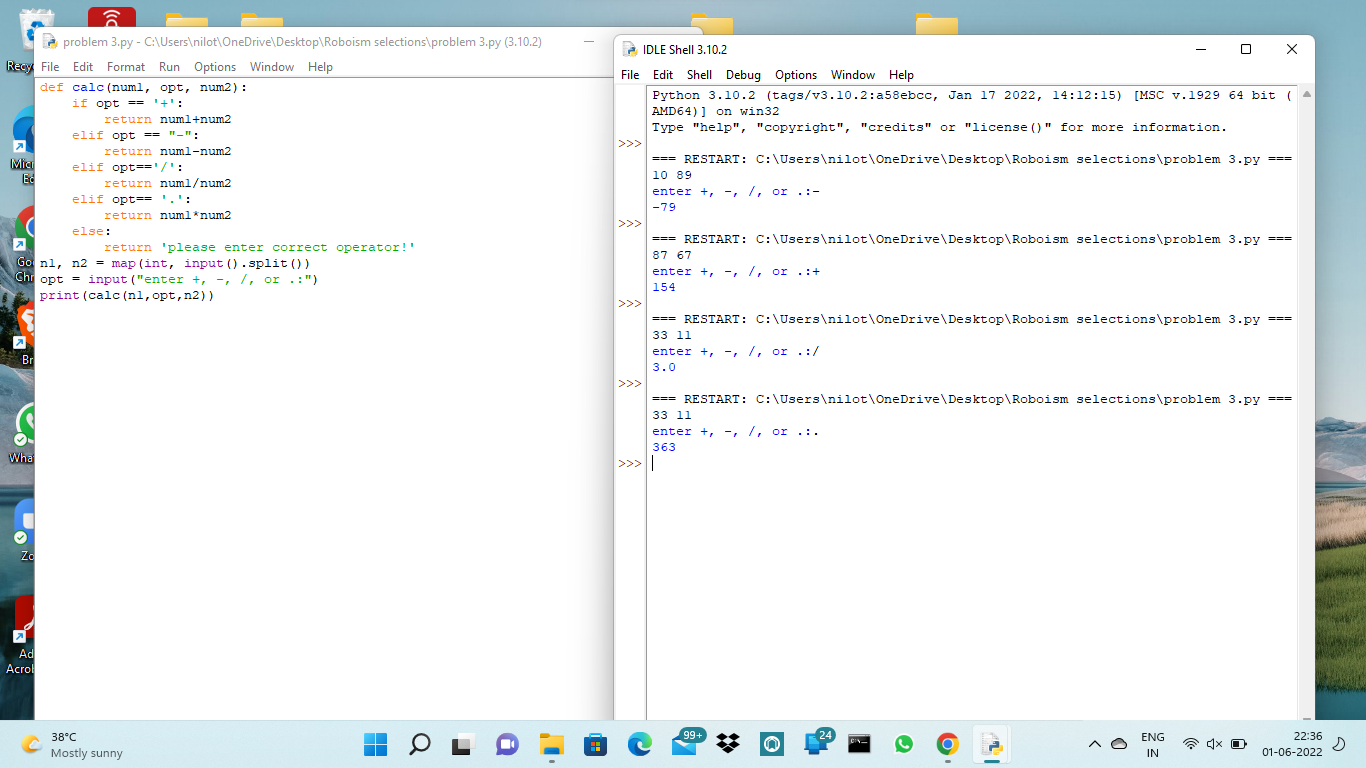 Recy
problem 3.py - C:\Users\nilot\OneDrive\Desktop\Roboism selections\problem 3.py (3.10.2)
File Edit Format Run Options Window Help
def calc(num1, opt, num2):
    if opt == '+':
        return num1+num2
    elif opt == "-":
        return num1-num2
    elif opt=='/':
        return num1/num2
    elif opt== '.':
        return num1*num2
    else:
        return 'please enter correct operator!'
n1, n2 = map(int, input().split())
opt = input("enter +, -, /, or .:")
print(calc(n1,opt,n2))
IDLE Shell 3.10.2
File Edit Shell Debug Options Window Help
Python 3.10.2 (tags/v3.10.2:a58ebcc, Jan 17 2022, 14:12:15) [MSC v.1929 64 bit (
AMD64)] on win32
Type "help", "copyright", "credits" or "license()" for more information.
>>>
=== RESTART: C:\Users\nilot\OneDrive\Desktop\Roboism selections\problem 3.py ===
10 89
enter +, -, /, or .:-
-79
>>>
=== RESTART: C:\Users\nilot\OneDrive\Desktop\Roboism selections\problem 3.py ===
87 67
enter +, -, /, or .:+
154
>>>
=== RESTART: C:\Users\nilot\OneDrive\Desktop\Roboism selections\problem 3.py ===
33 11
enter +, -, /, or .:/
3.0
>>>
=== RESTART: C:\Users\nilot\OneDrive\Desktop\Roboism selections\problem 3.py ===
33 11
enter +, -, /, or .:.
363
>>>
Micr
Ed
Go
Chr
Br
What
Zo
Ad
Acrob
38°C
Mostly sunny
99+
24
ENG
IN
22:36
01-06-2022